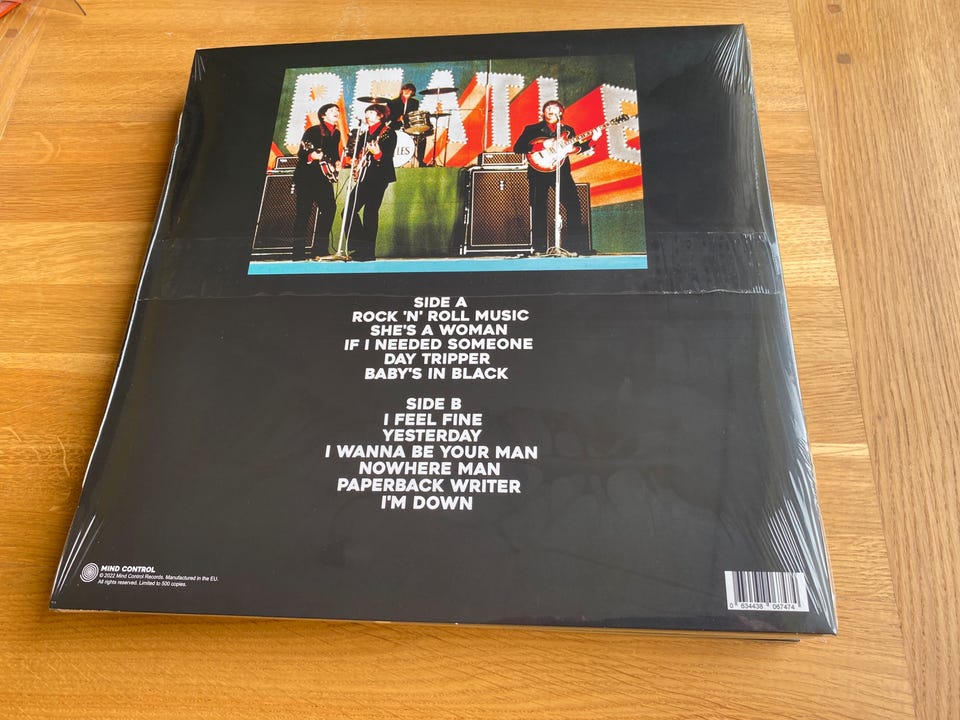 BEATLE
LES
SIDE A
ROCK 'N' ROLL MUSIC
SHE'S A WOMAN
IF I NEEDED SOMEONE
DAY TRIPPER
BABY'S IN BLACK
SIDE B
I FEEL FINE
YESTERDAY
I WANNA BE YOUR MAN
NOWHERE MAN
PAPERBACK WRITER
I'M DOWN
MIND CONTROL
© 2022 Mind Control Records. Manufactured in the EU.
All rights reserved. Limited to 500 copies.
0 634438 067474